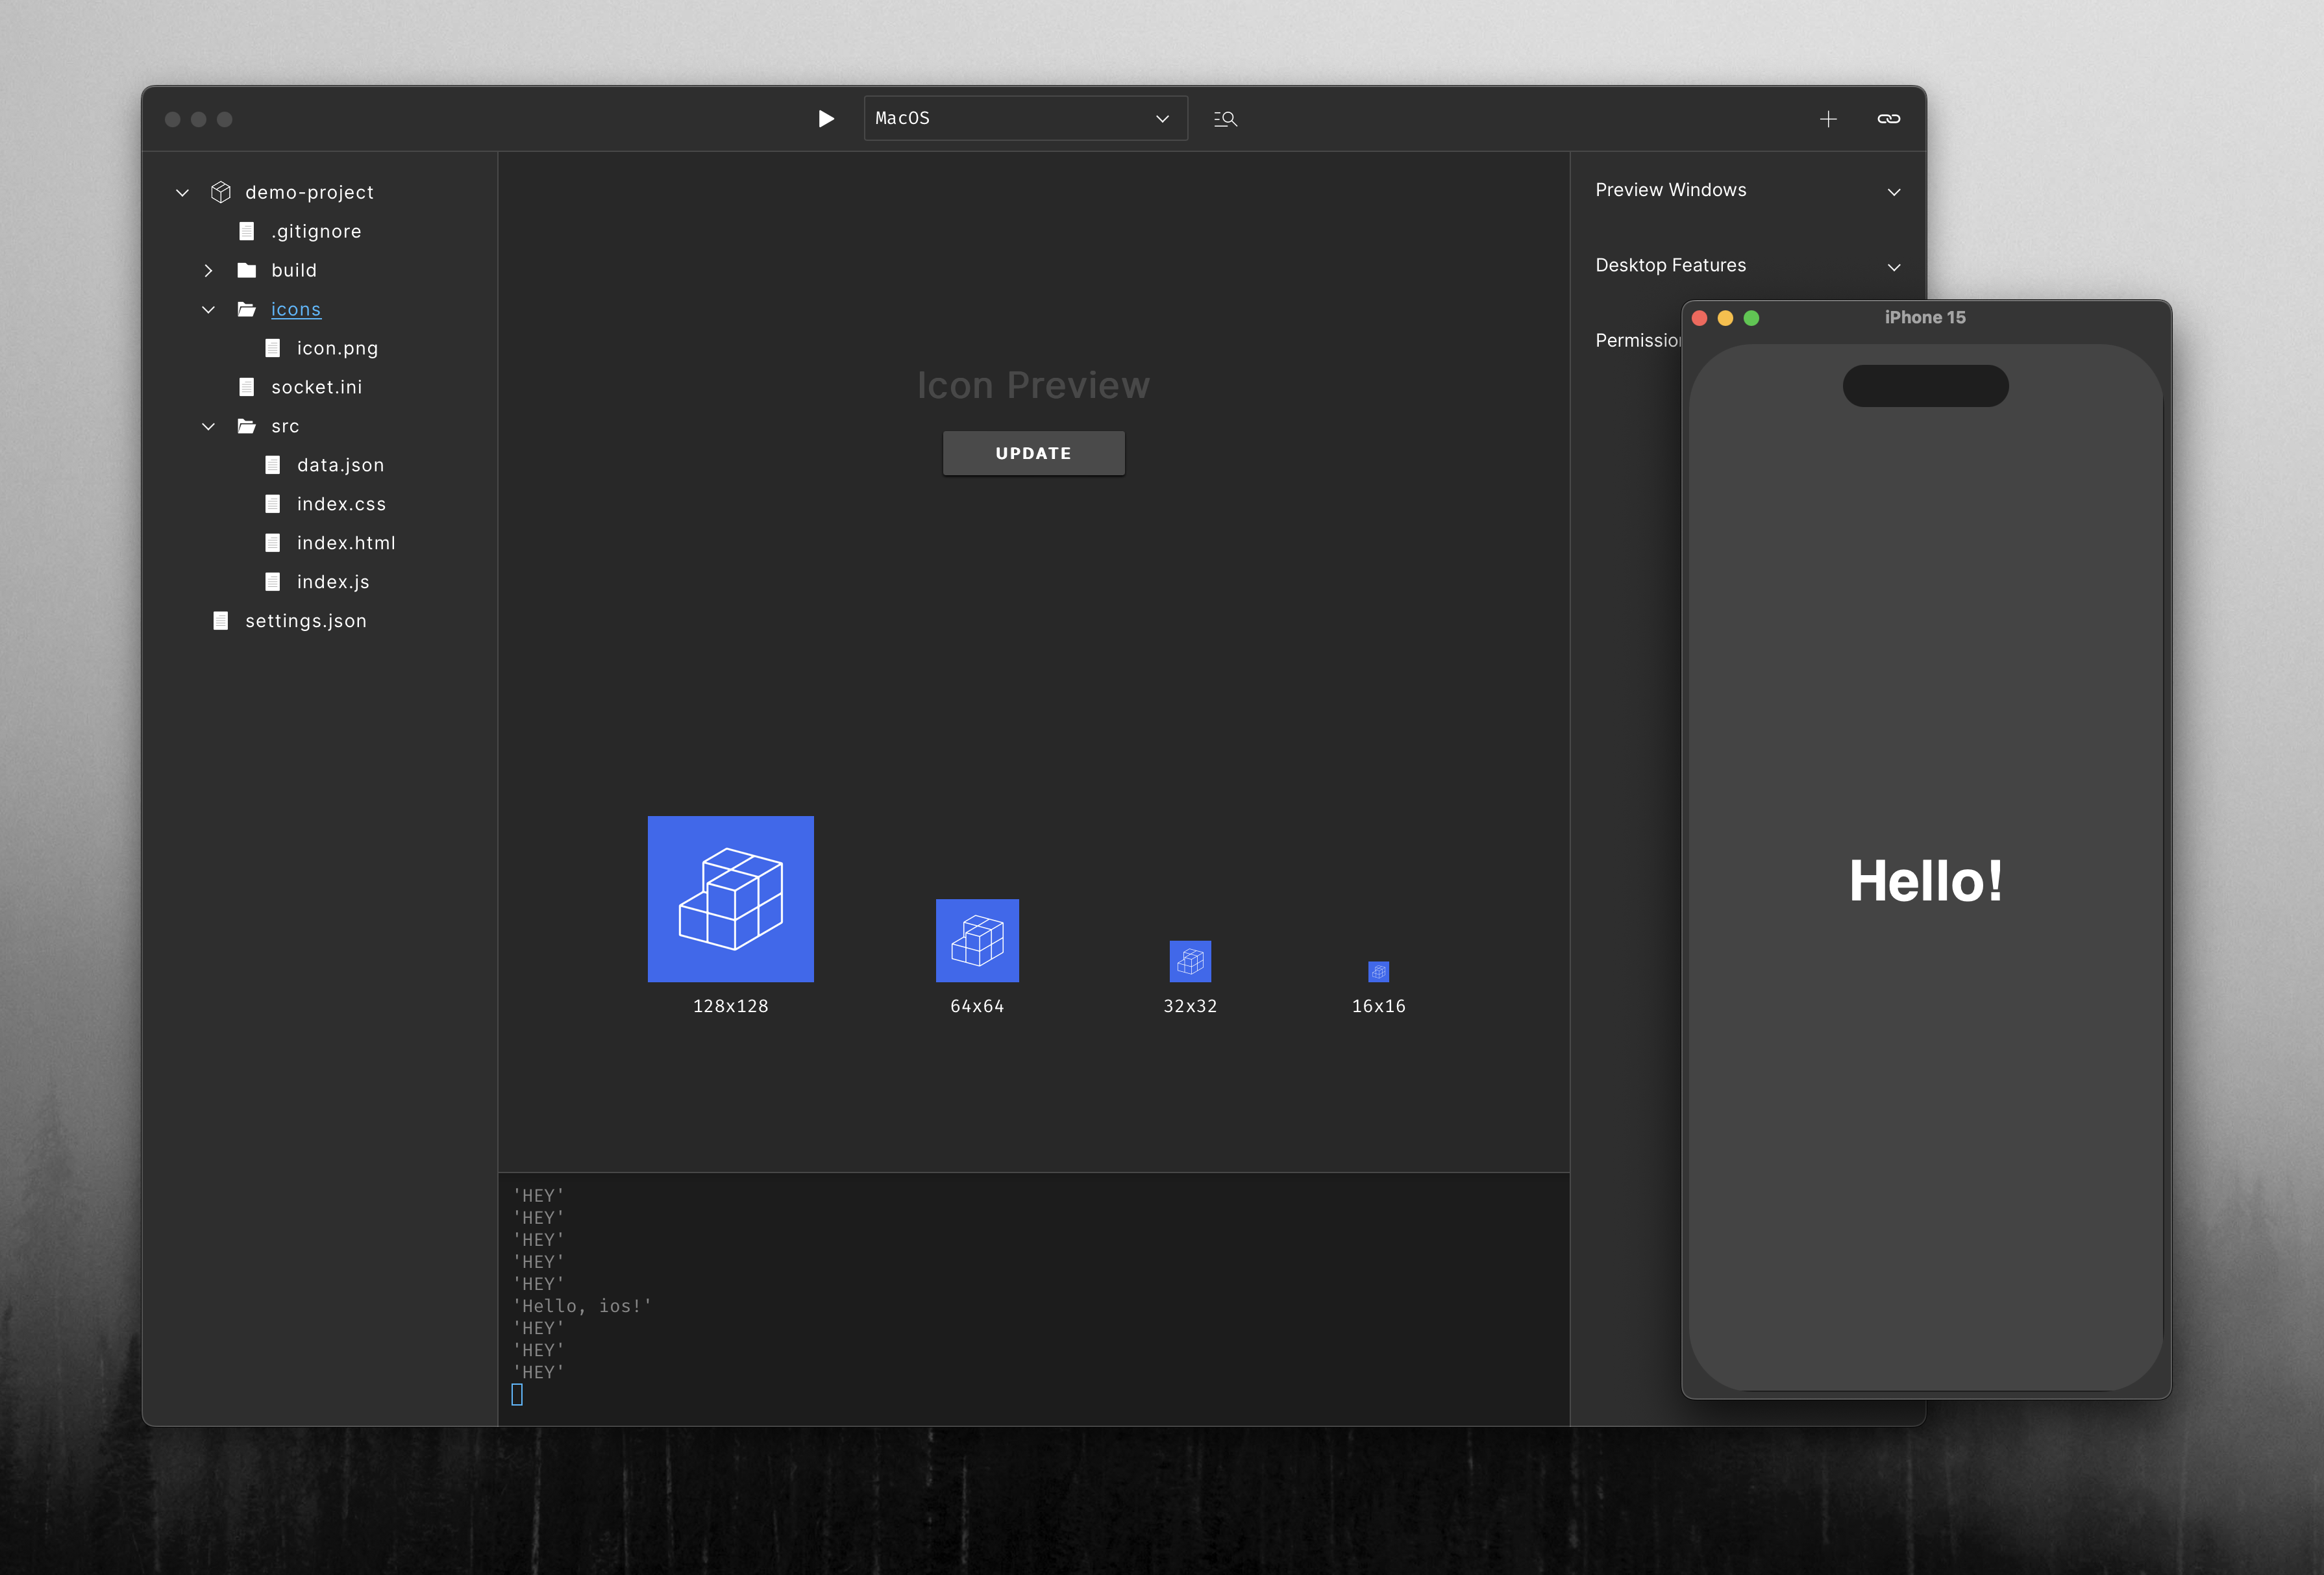 MacOS
demo-project
.gitignore
build
icons
icon.png
socket.ini
src
data.json
index.css
index.html
index.js
settings.json
Icon Preview
UPDATE
128x128
64x64
32x32
16x16
'HEY'
'HEY'
'HEY'
'HEY'
'HEY'
'Hello, ios!'
'HEY'
'HEY'
'HEY'
Preview Windows
Desktop Features
iPhone 15
Hello!